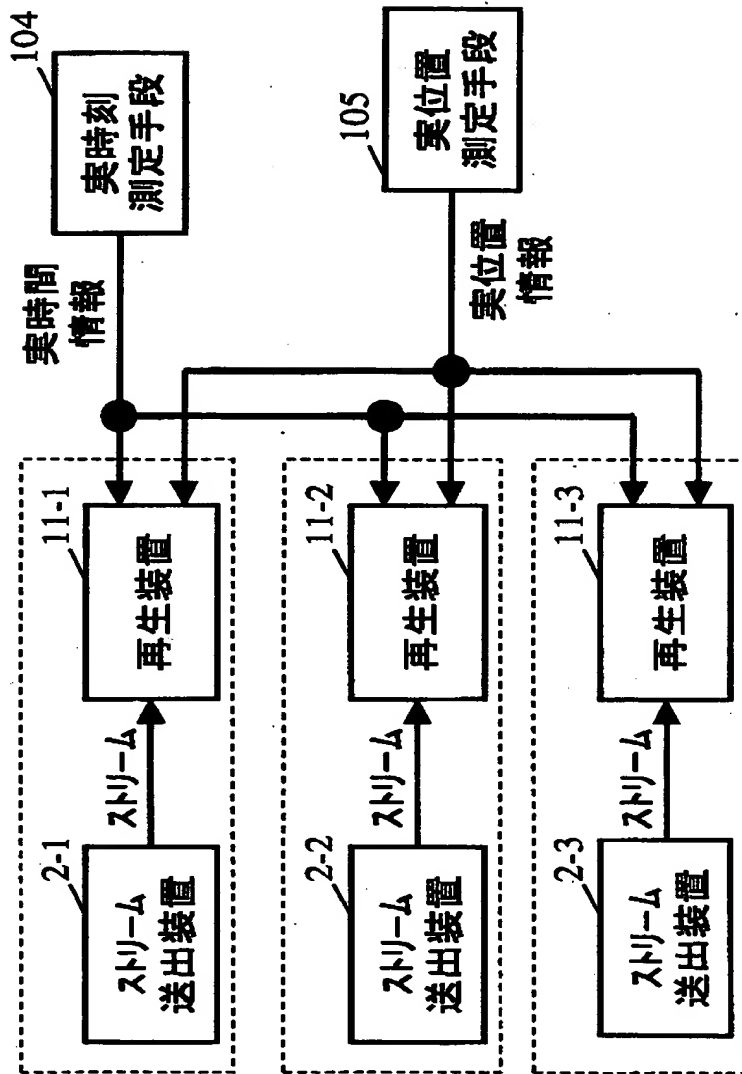 104
実時刻
測定手段
105
実位置
測定手段
実時間
情報
実位置
情報
11-1
再生装置
ストリーム
2-1
ストリーム
送出装置
11-2
再生装置
ストリーム
2-2
ストリーム
送出装置
11-3
再生装置
ストリーム
2-3
ストリーム
送出装置